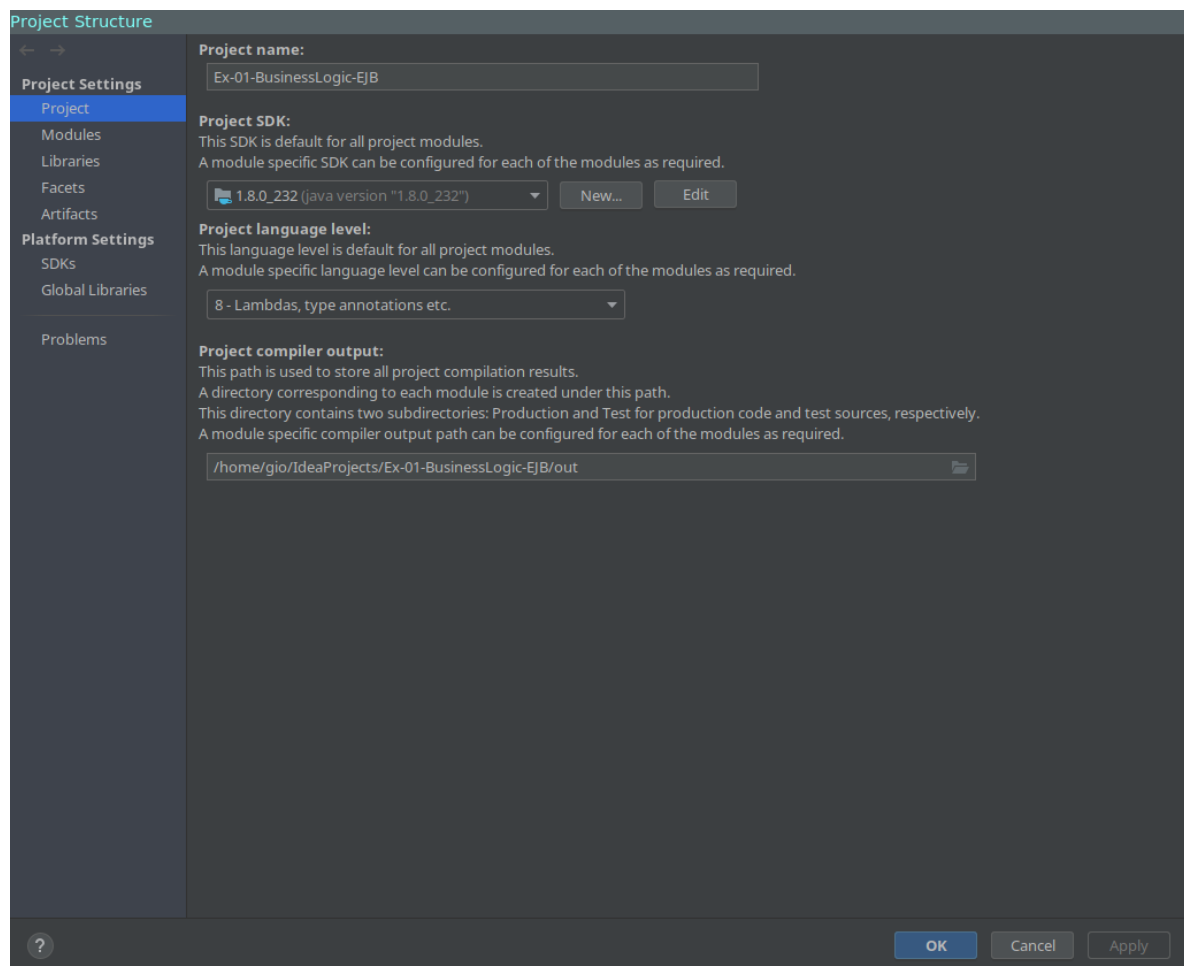 Project Structure
Project Settings
Project
Modules
Libraries
Facets
Artifacts
Platform Settings
SDKs
Global Libraries
Problems
Project name:
Ex-01-BusinessLogic-EJB
Project SDK:
This SDK is default for all project modules.
A module specific SDK can be configured for each of the modules as required.
1.8.0_232 (java version "1.8.0_232")
New...
Edit
Project language level:
This language level is default for all project modules.
A module specific language level can be configured for each of the modules as required.
8 - Lambdas, type annotations etc.
Project compiler output:
This path is used to store all project compilation results.
A directory corresponding to each module is created under this path.
This directory contains two subdirectories: Production and Test for production code and test sources, respectively.
A module specific compiler output path can be configured for each of the modules as required.
/home/gio/IdeaProjects/Ex-01-BusinessLogic-EJB/out
?
OK
Cancel
Apply